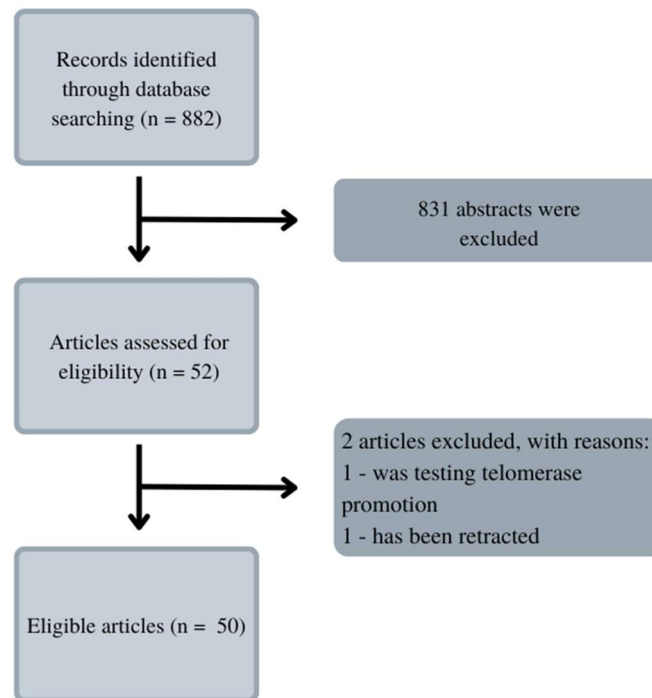 Records identified
through database
searching (n = 882)
831 abstracts were
excluded
Articles assessed for
eligibility (n = 52)
2 articles excluded, with reasons:
1 - was testing telomerase
promotion
1 - has been retracted
Eligible articles (n = 50)